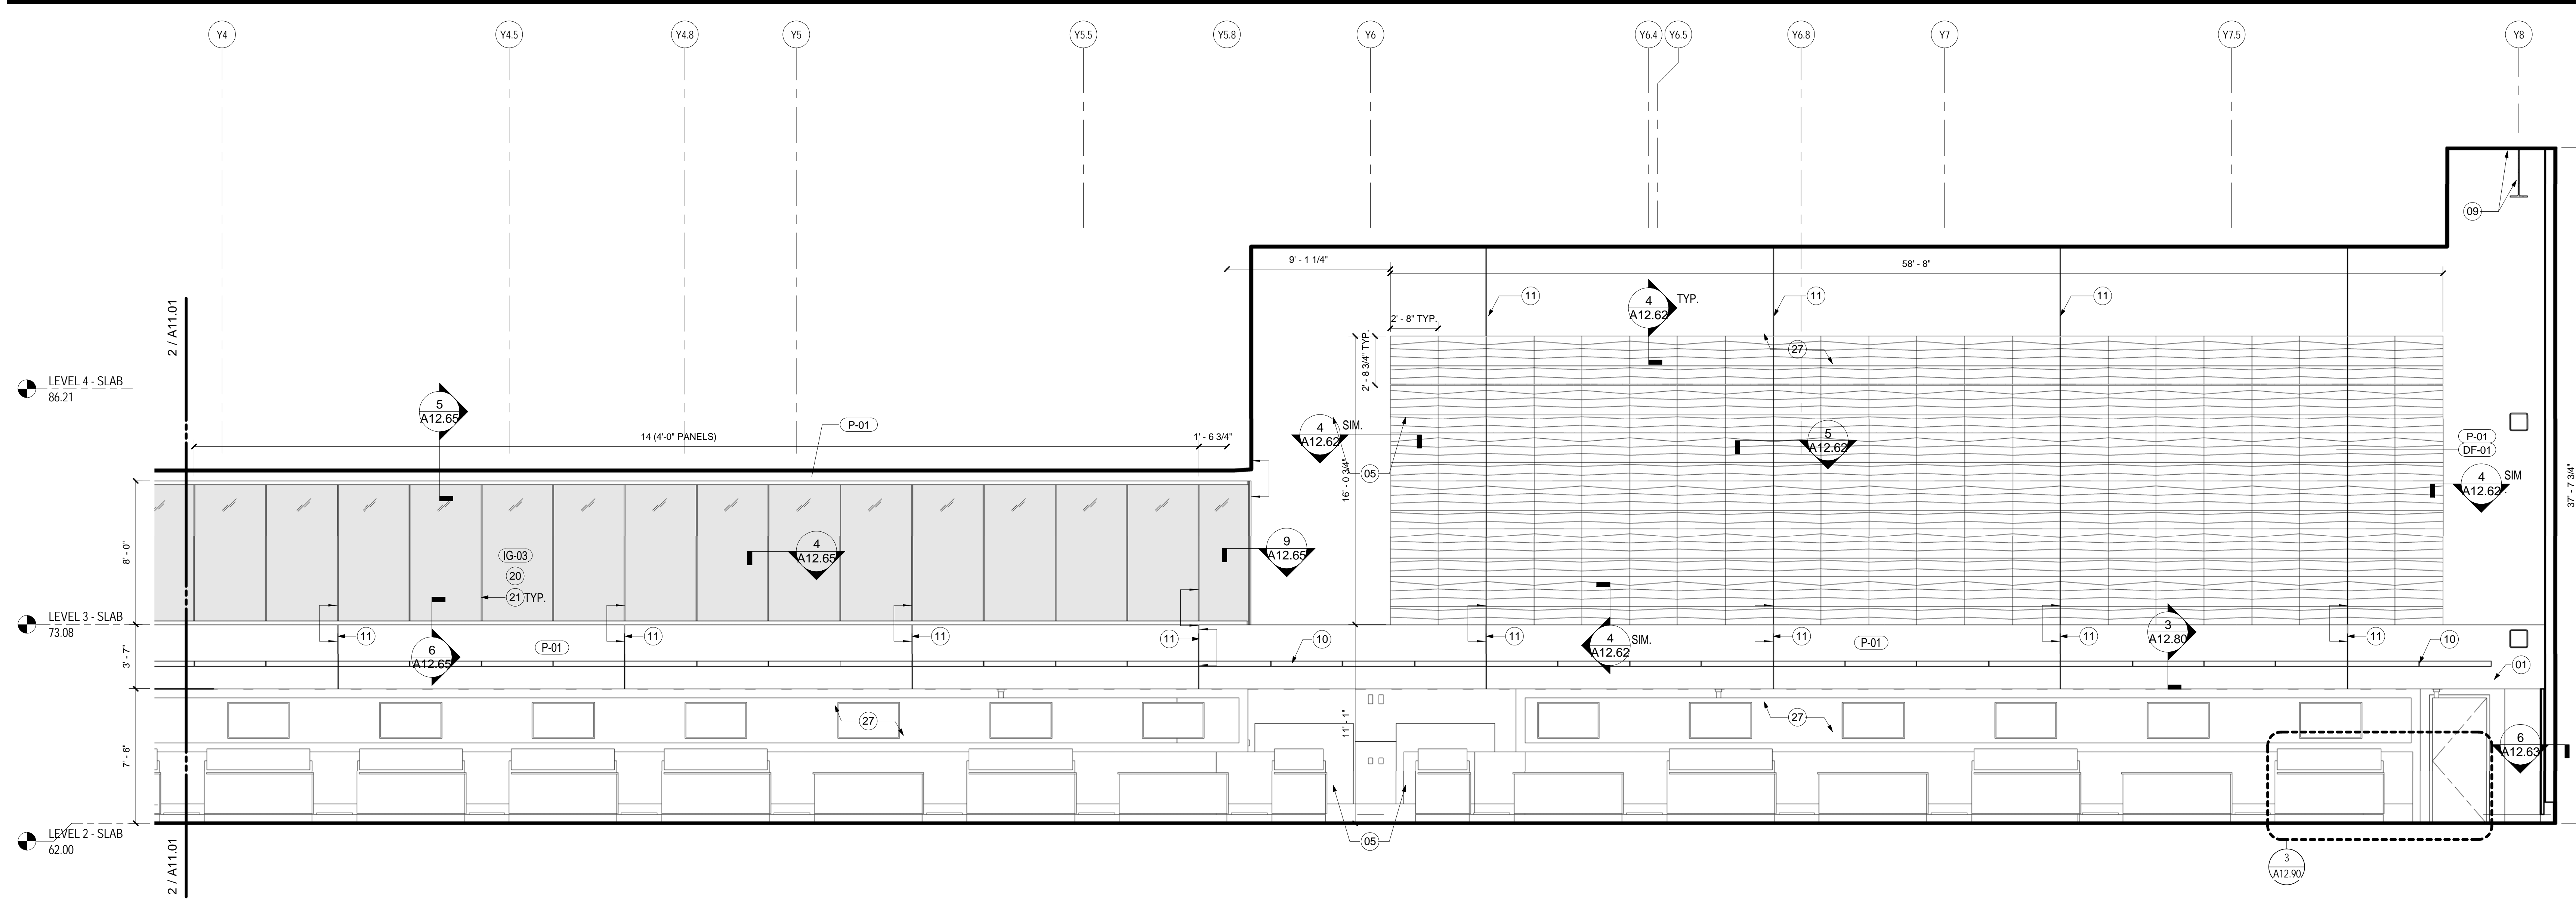 Y4
Y4.5
Y4.8
Y5
Y5.5
Y5.8
Y6
Y6.4
Y6.5
Y6.8
Y7
Y7.5
Y8
09
9' - 1 1/4"
58' - 8"
2 / A11.01
11
11
11
4
A12.62
TYP.
2' - 8" TYP.
2' - 8 3/4" TYP.
27
LEVEL 4 - SLAB
86.21
5
A12.65
14 (4'-0" PANELS)
1' - 6 3/4"
P-01
4
A12.62
SIM.
05
16' - 0 3/4"
5
A12.62
P-01
DF-01
4
A12.62
SIM
.
37' - 7 3/4"
8' - 0"
IG-03
20
21
TYP.
4
A12.65
9
A12.65
LEVEL 3 - SLAB
73.08
3' - 7"
11
11
11
11
11
11
11
11
6
A12.65
P-01
10
4
A12.62
SIM.
P-01
3
A12.80
10
01
7' - 6"
27
11' - 1"
27
6
A12.63
LEVEL 2 - SLAB
62.00
2 / A11.01
05
3
A12.90